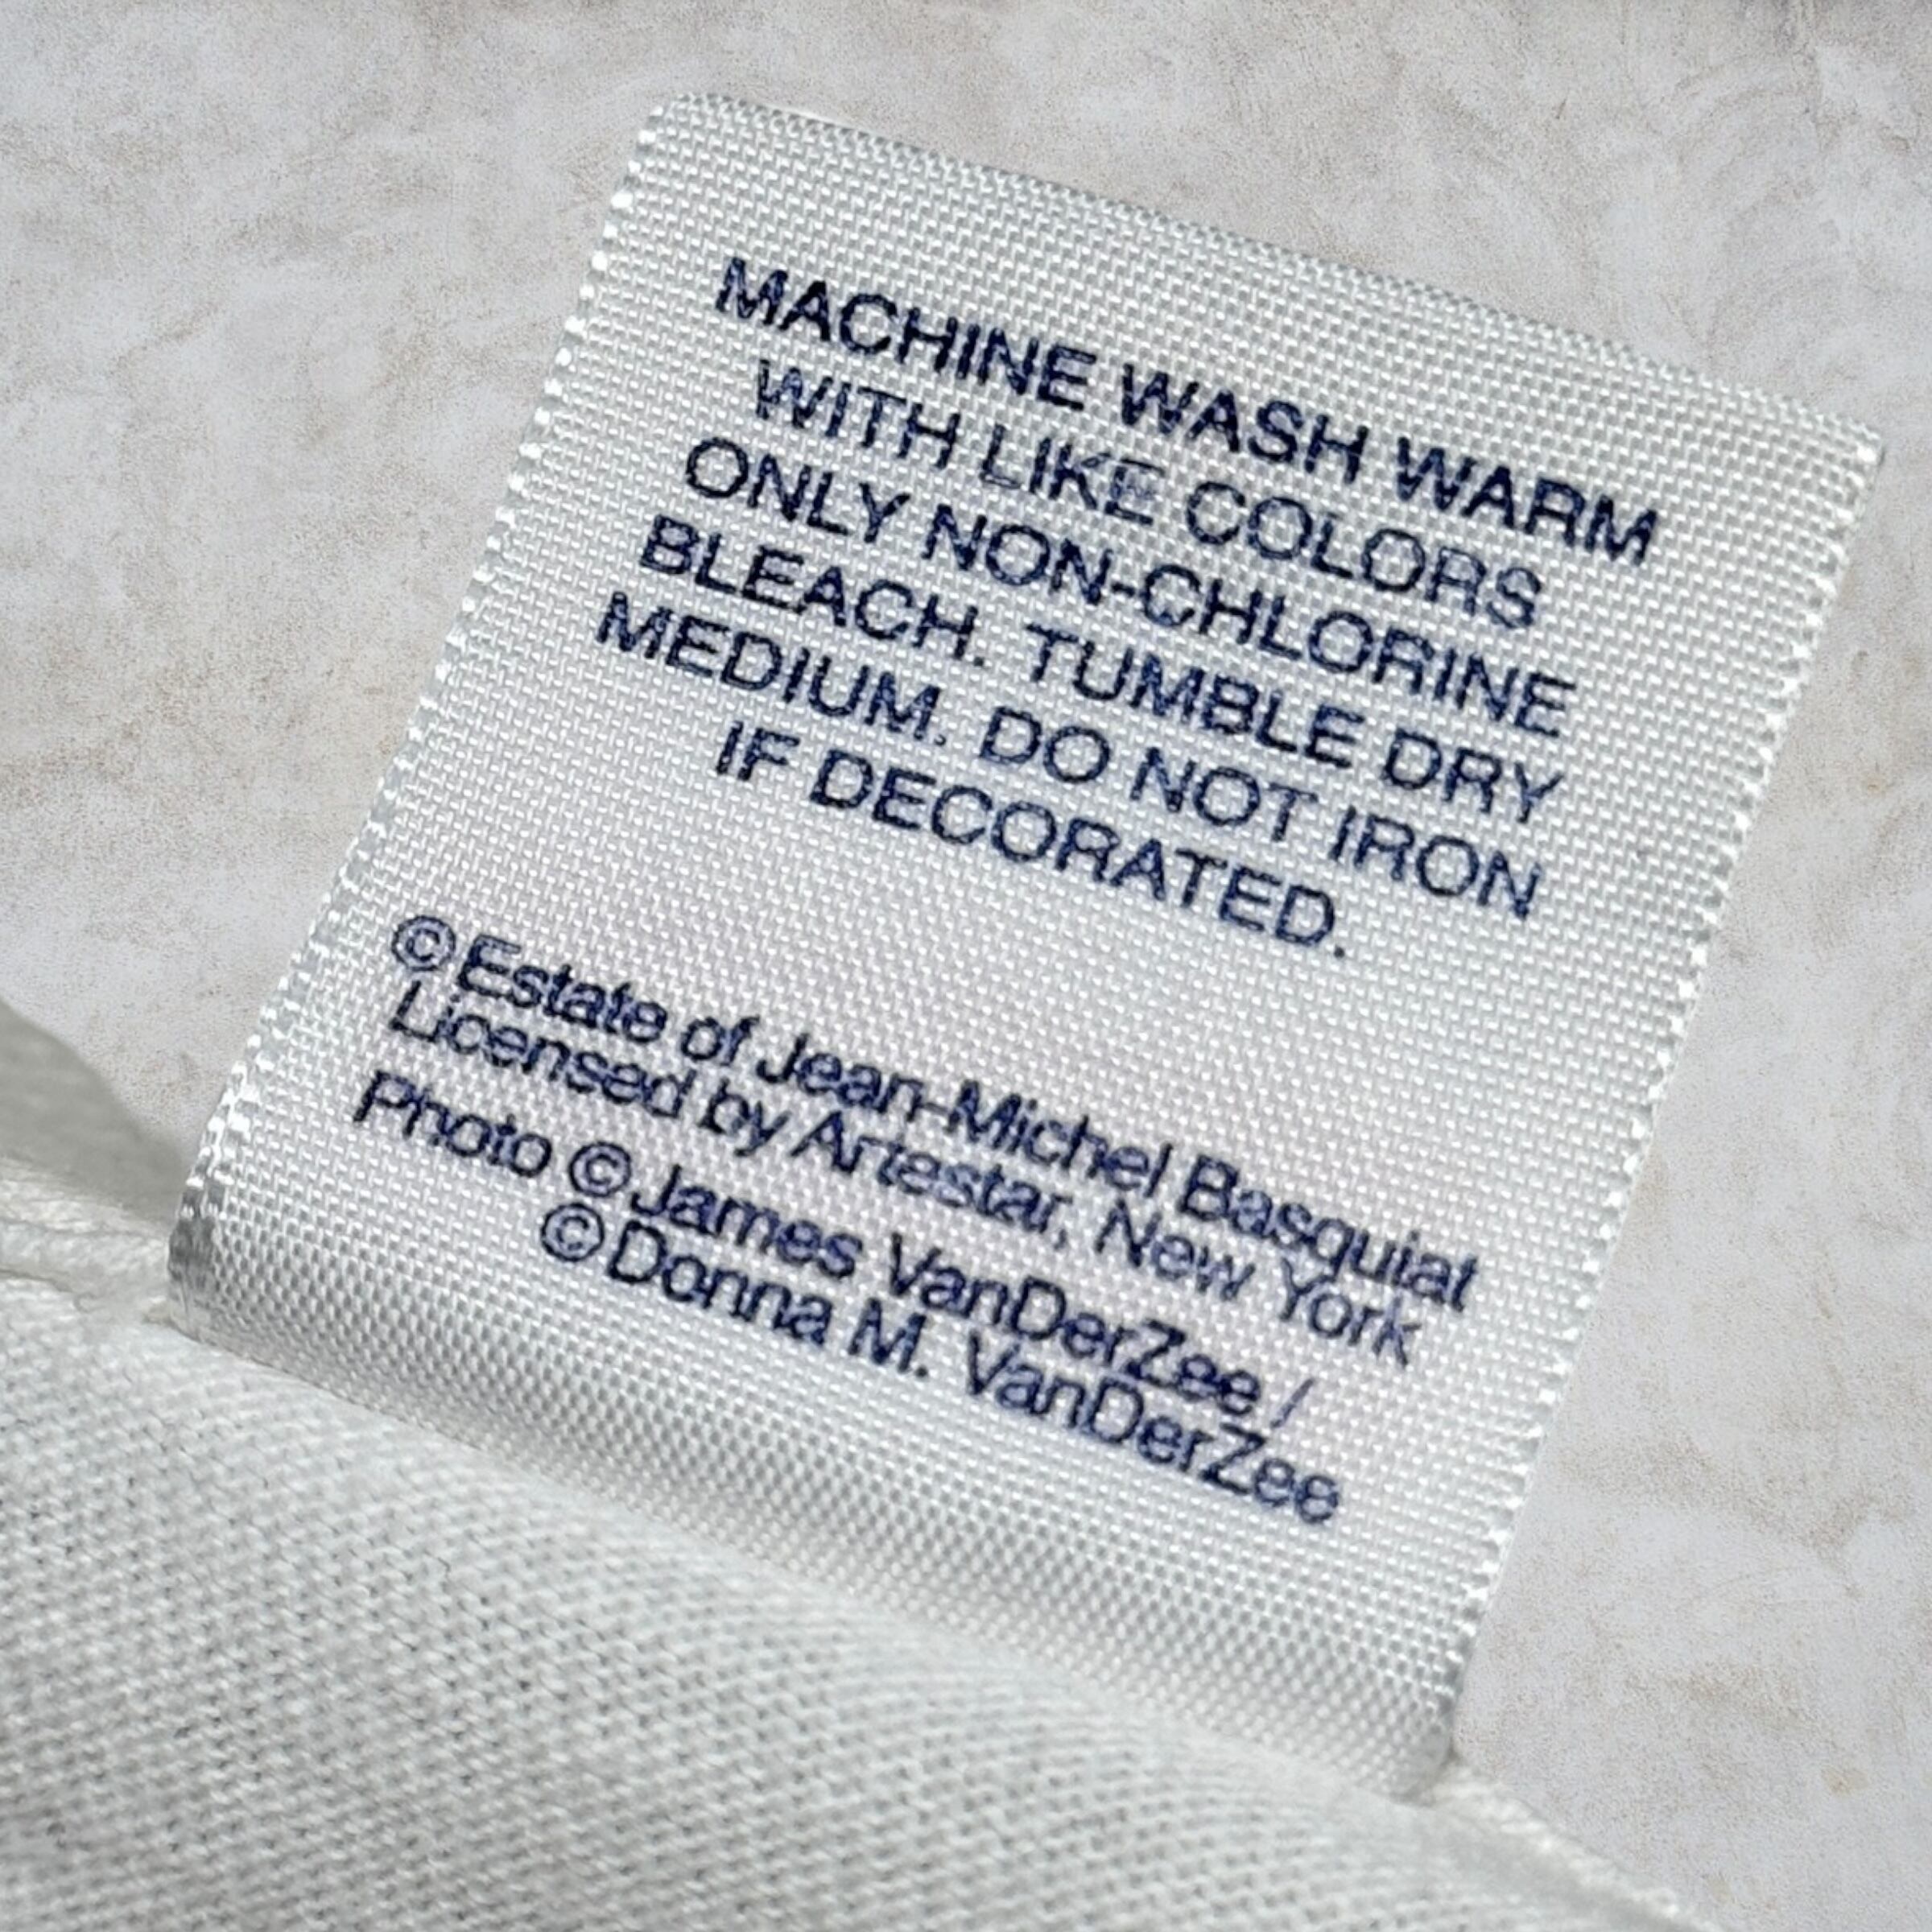 MACHINE WASH WARM
WITH LIKE COLORS
ONLY NON-CHLORINE
BLEACH. TUMBLE DRY
MEDIUM. DO NOT IRON
IF DECORATED.
©Estate of Jean-Michel Basquiat
Licensed by Artestar, New York
Photo ©James VanDerZee /
©Donna M. VanDerZee